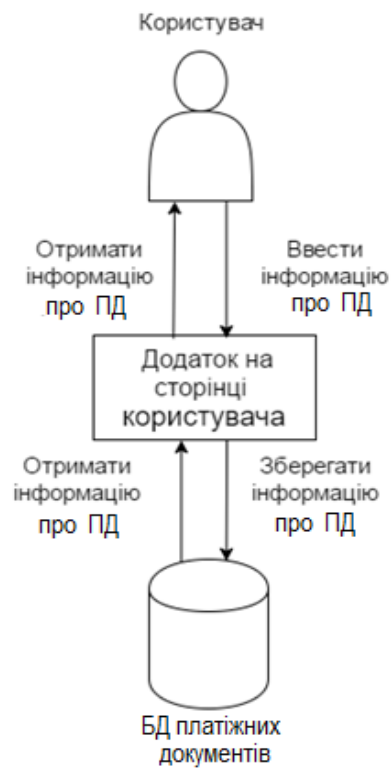 Користувач
Отримати
інформацію
про ПД
Ввести
інформацію
про ПД
Додаток на
сторінці
користувача
Отримати
інформацію
про ПД
Зберегати
інформацію
про ПД
БД платіжних
документів